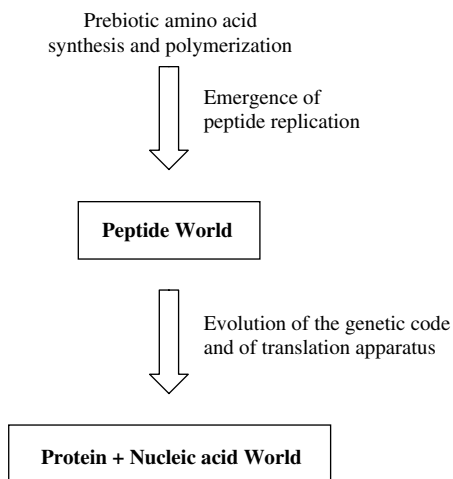 Prebiotic amino acid
synthesis and polymerization
Emergence of
peptide replication
Peptide World
Evolution of the genetic code
and of translation apparatus
Protein + Nucleic acid World